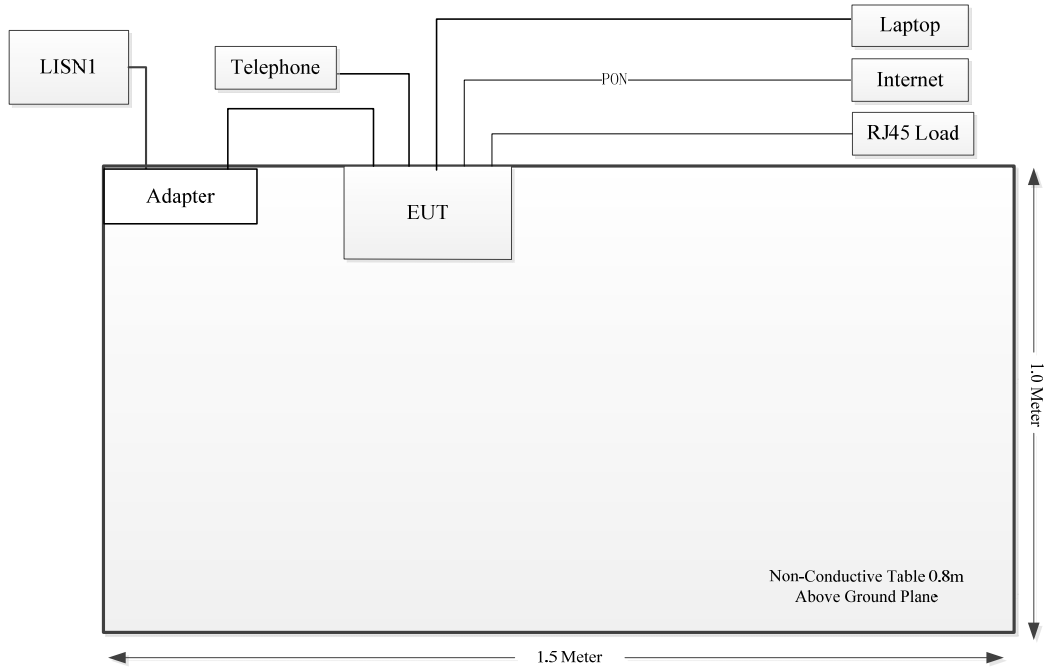 Laptop
LISN1
Telephone
PON
Internet
RJ45 Load
Adapter
EUT
1.0 Meter
Non-Conductive Table 0.8m
Above Ground Plane
1.5 Meter